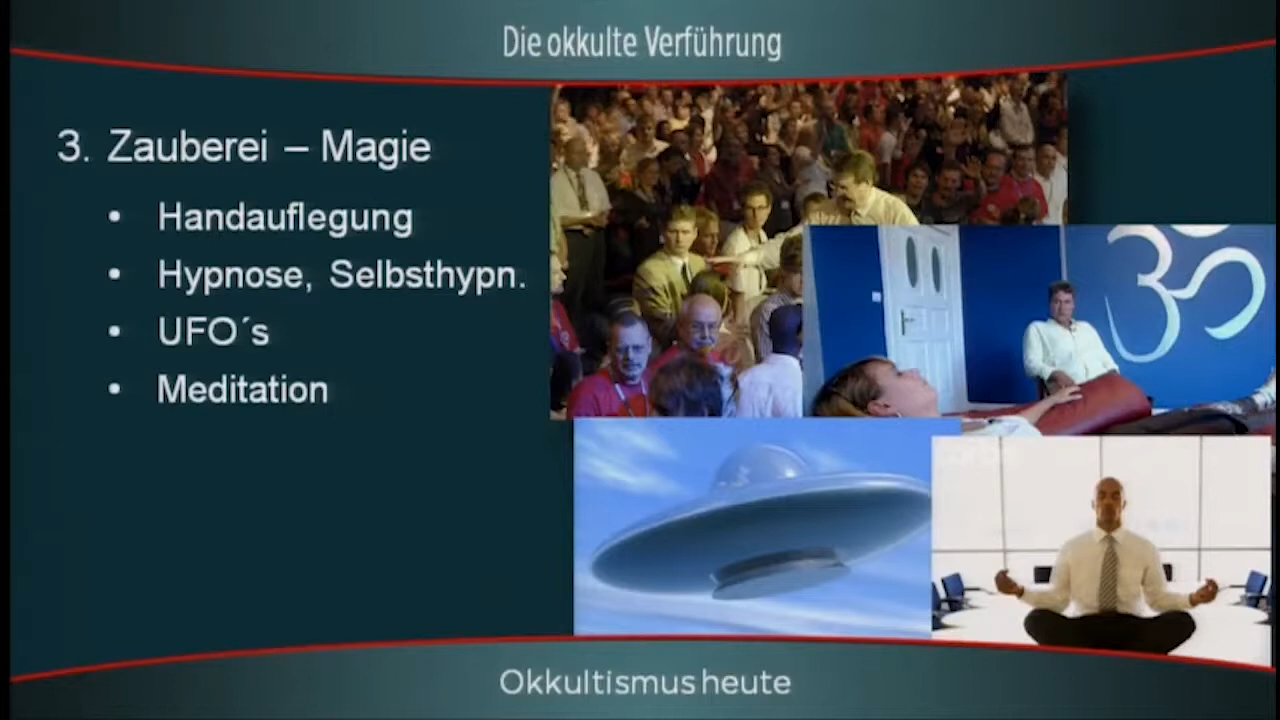 Die okkulte Verführung
3. Zauberei – Magie
• Handauflegung
• Hypnose, Selbsthypn.
• UFO´s
• Meditation
ॐ
Okkultismus heute